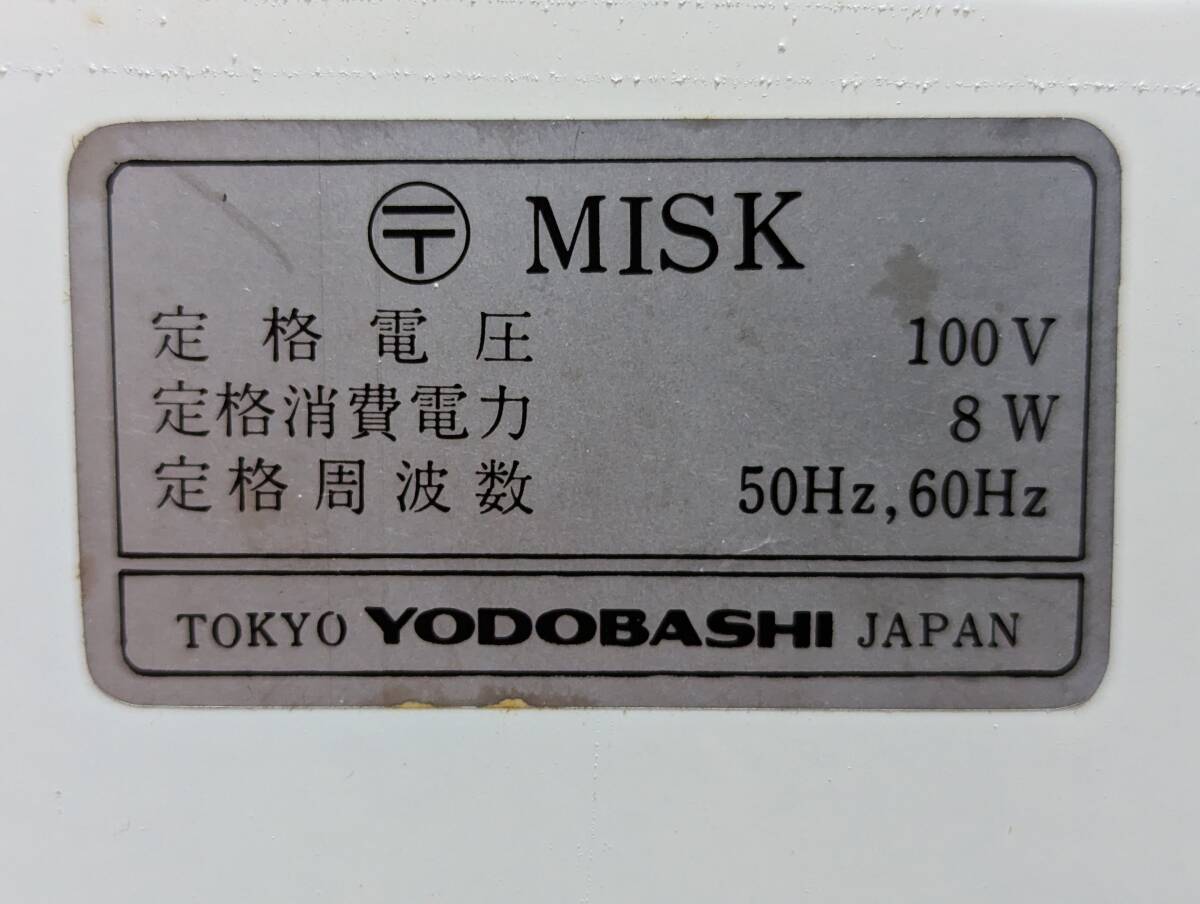 〶 MISK
定格電圧 100V
定格消費電力 8W
定格周波数 50Hz,60Hz
TOKYO YODOBASHI JAPAN